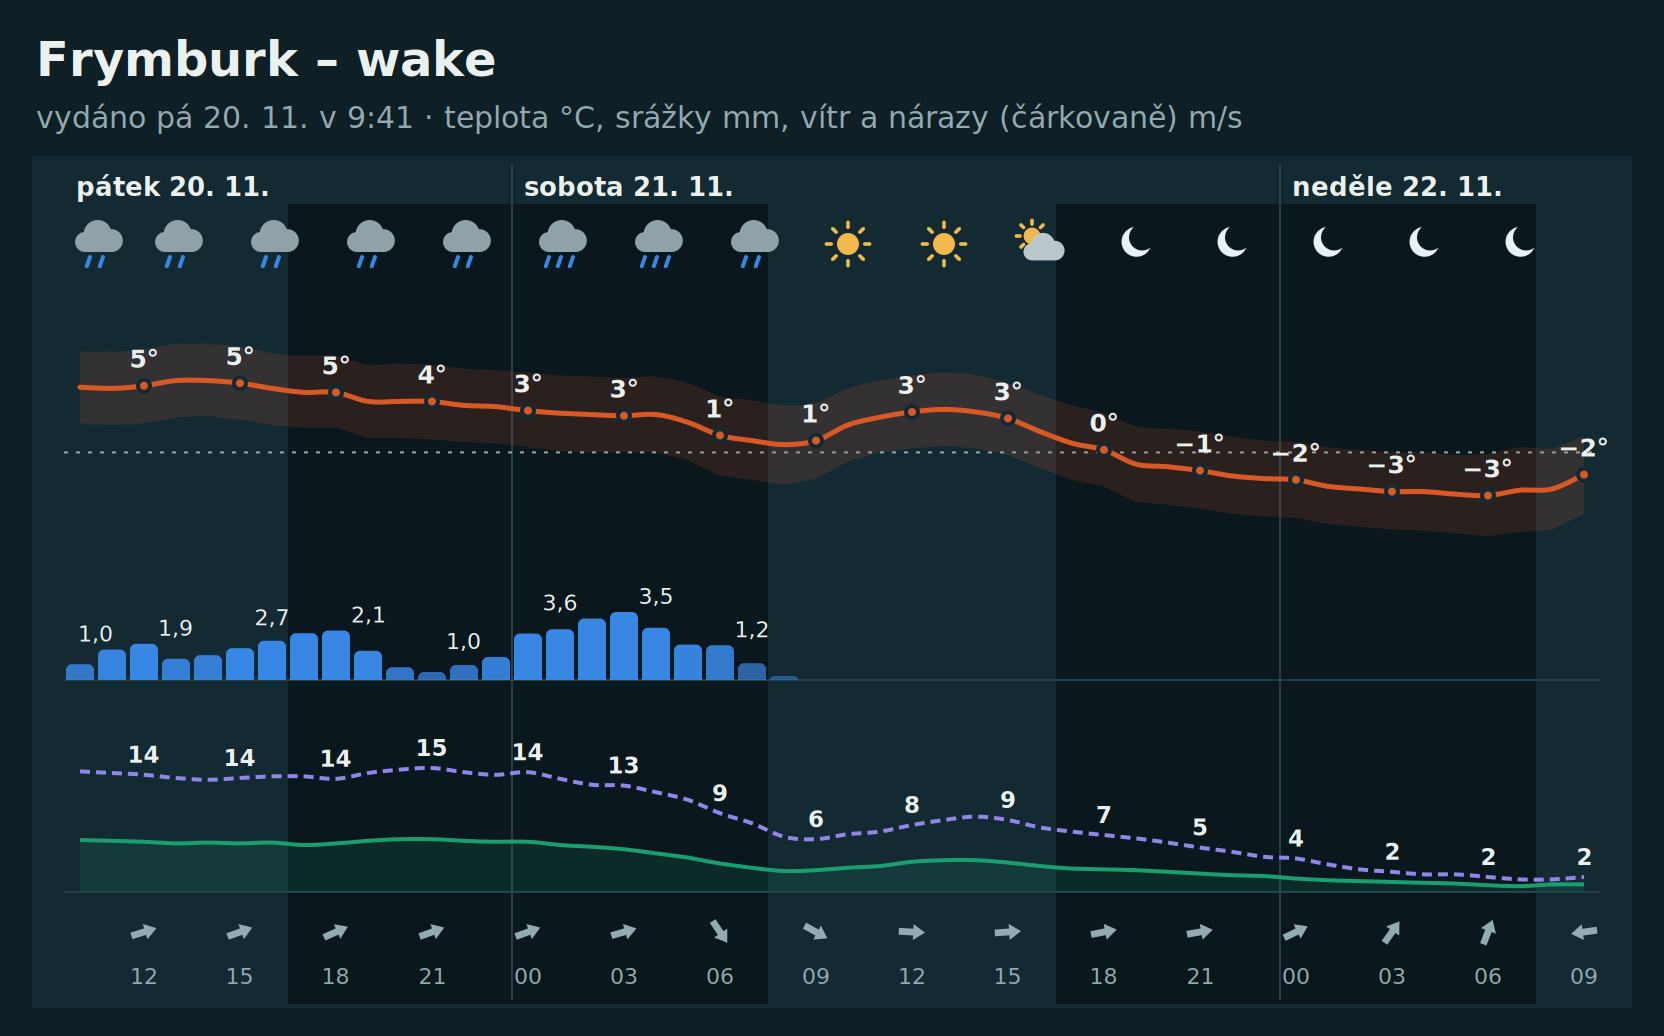 Frymburk – wake
vydáno pá 20. 11. v 9:41 · teplota °C, srážky mm, vítr a nárazy (čárkovaně) m/s
pátek 20. 11. sobota 21. 11. neděle 22. 11.
5° 5° 5° 4° 3° 3° 1° 1° 3° 3° 0° −1° −2° −3° −3° −2°
1,0 1,9 2,7 2,1 1,0 3,6 3,5 1,2
14 14 14 15 14 13 9 6 8 9 7 5 4 2 2 2
12 15 18 21 00 03 06 09 12 15 18 21 00 03 06 09